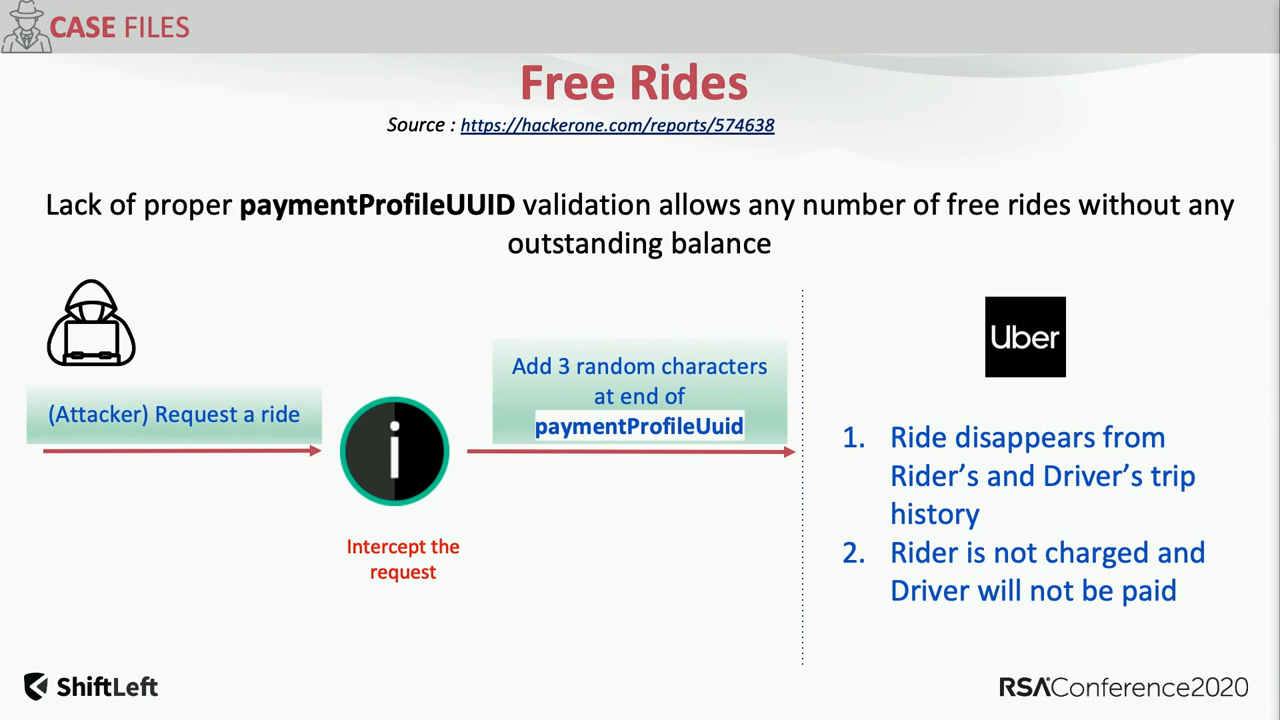 CASE FILES
Free Rides
Source : https://hackerone.com/reports/574638
Lack of proper paymentProfileUUID validation allows any number of free rides without any
outstanding balance
(Attacker) Request a ride
i
Intercept the
request
Add 3 random characters
at end of
paymentProfileUuid
Uber
1. Ride disappears from
Rider’s and Driver’s trip
history
2. Rider is not charged and
Driver will not be paid
ShiftLeft
RSAConference2020